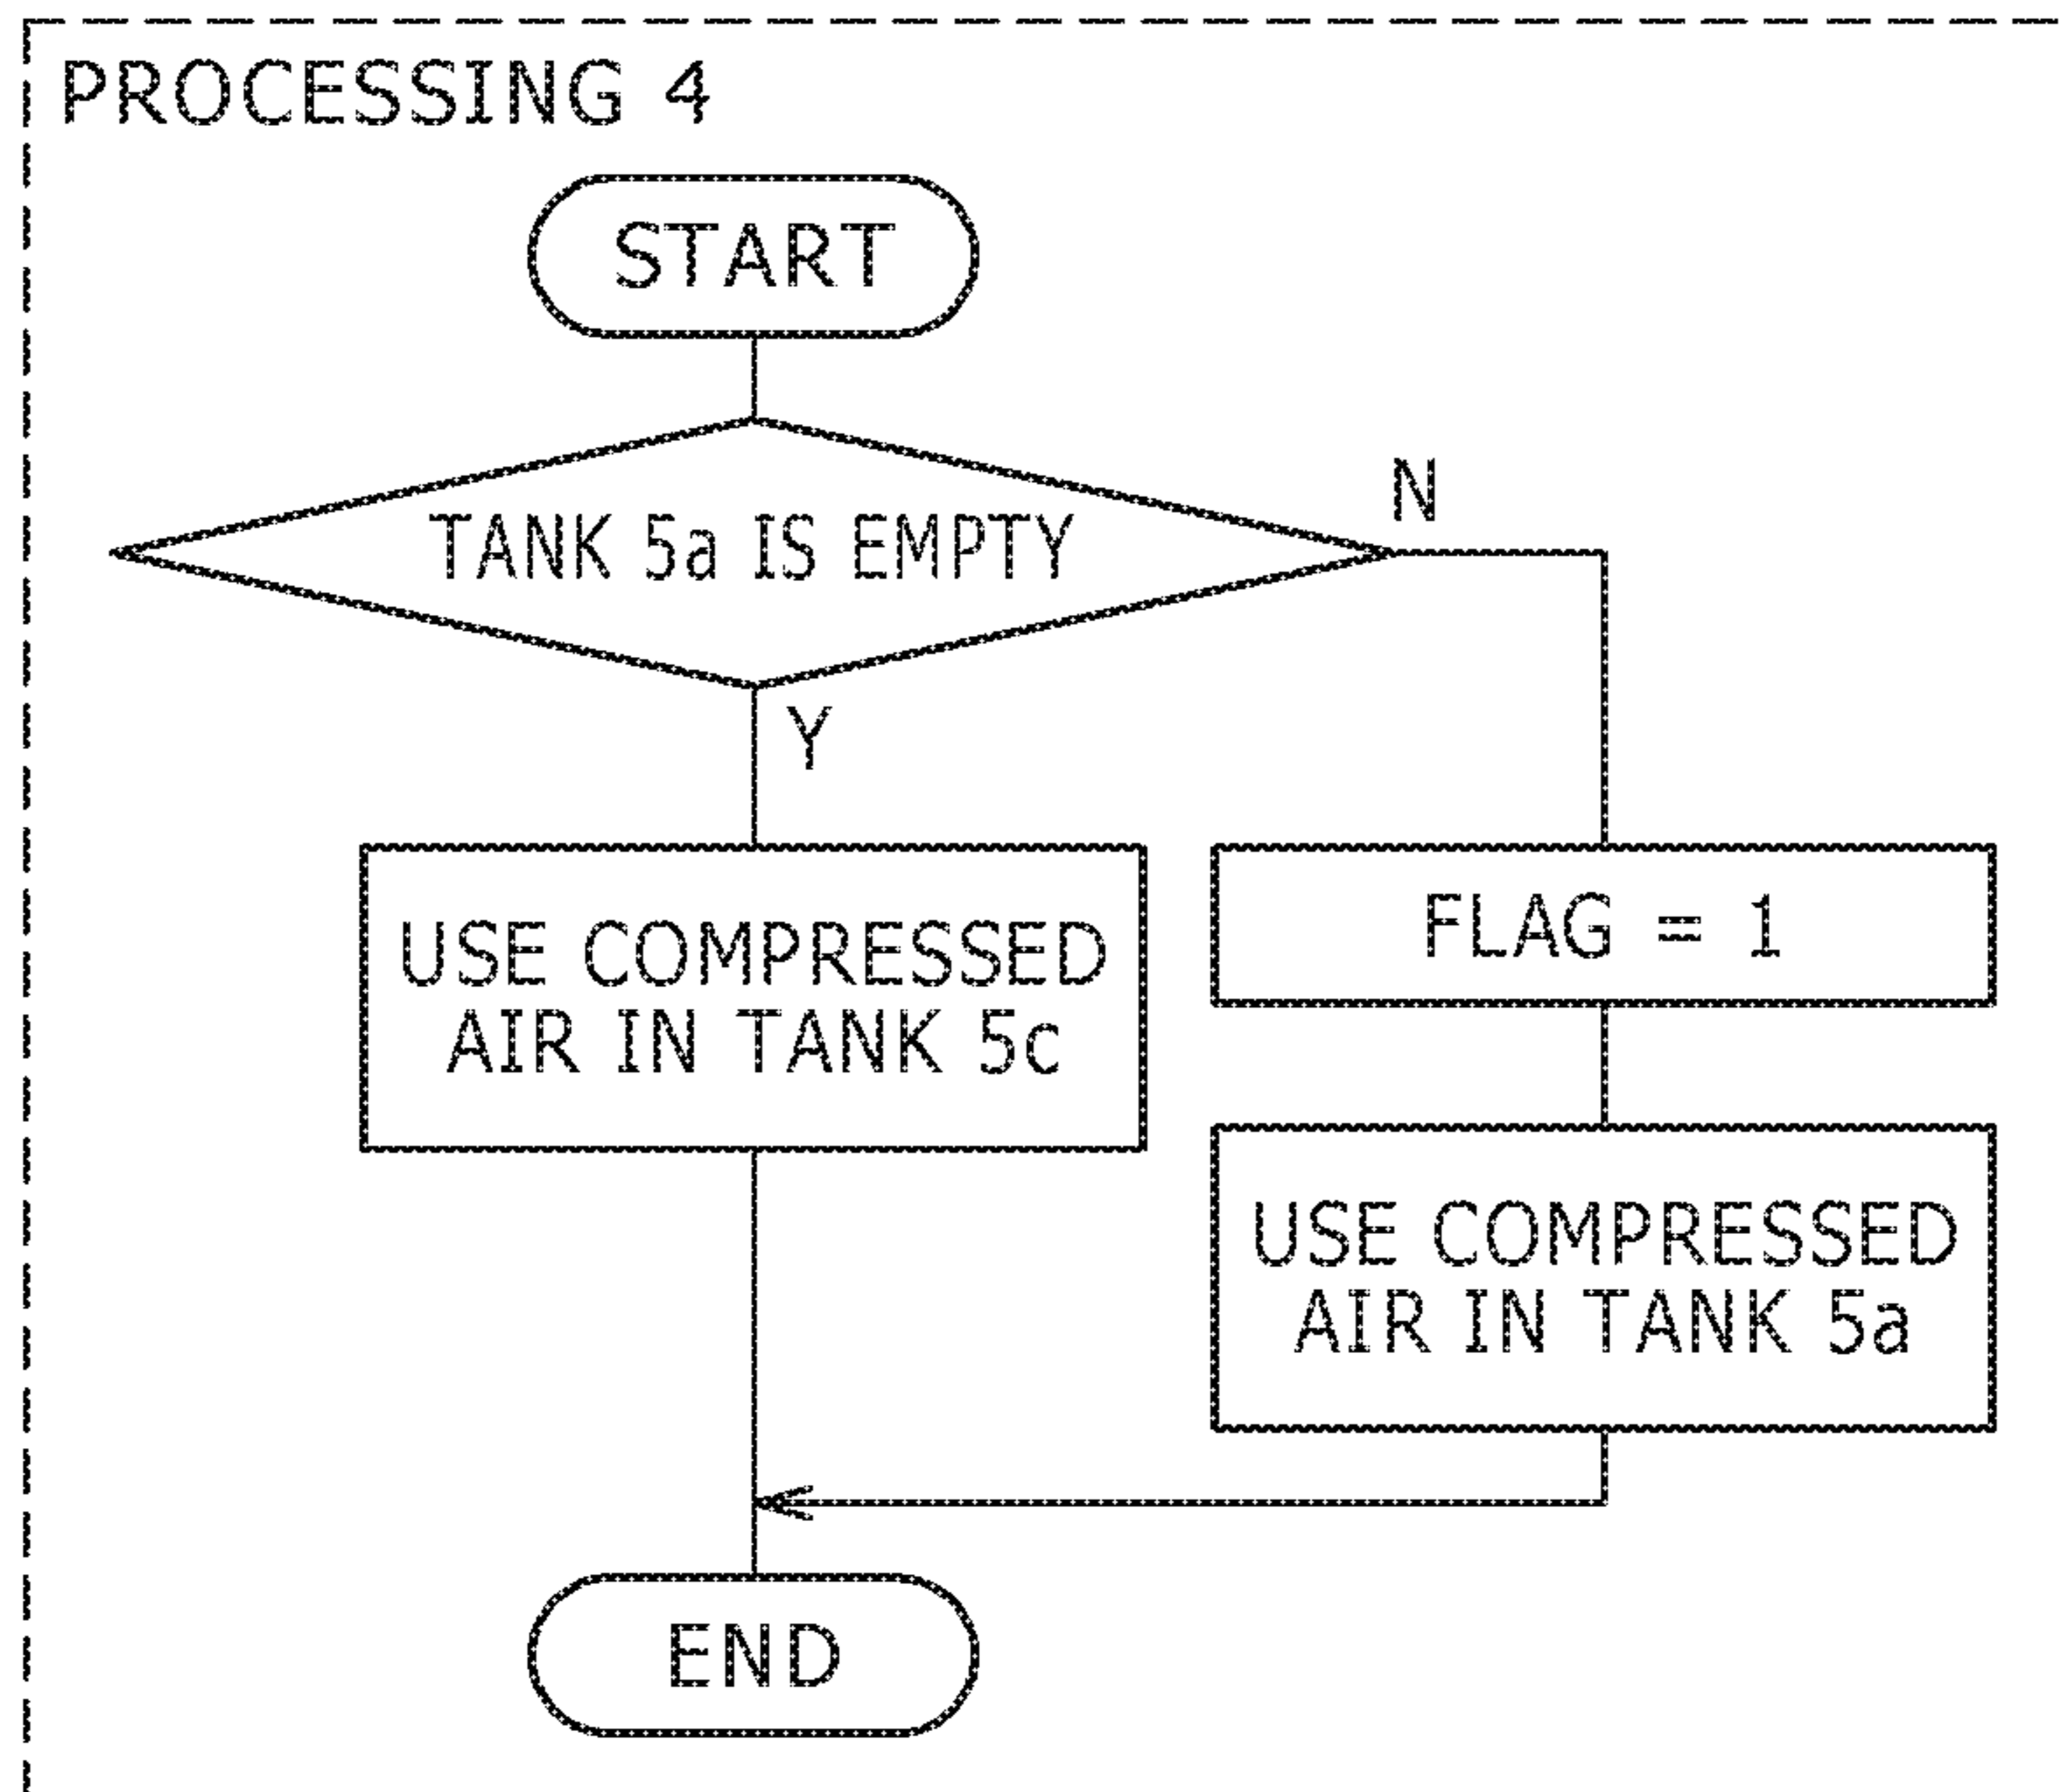 PROCESSING 4
START
TANK 5a IS EMPTY
N
Y
USE COMPRESSED
AIR IN TANK 5c
FLAG = 1
USE COMPRESSED
AIR IN TANK 5a
END